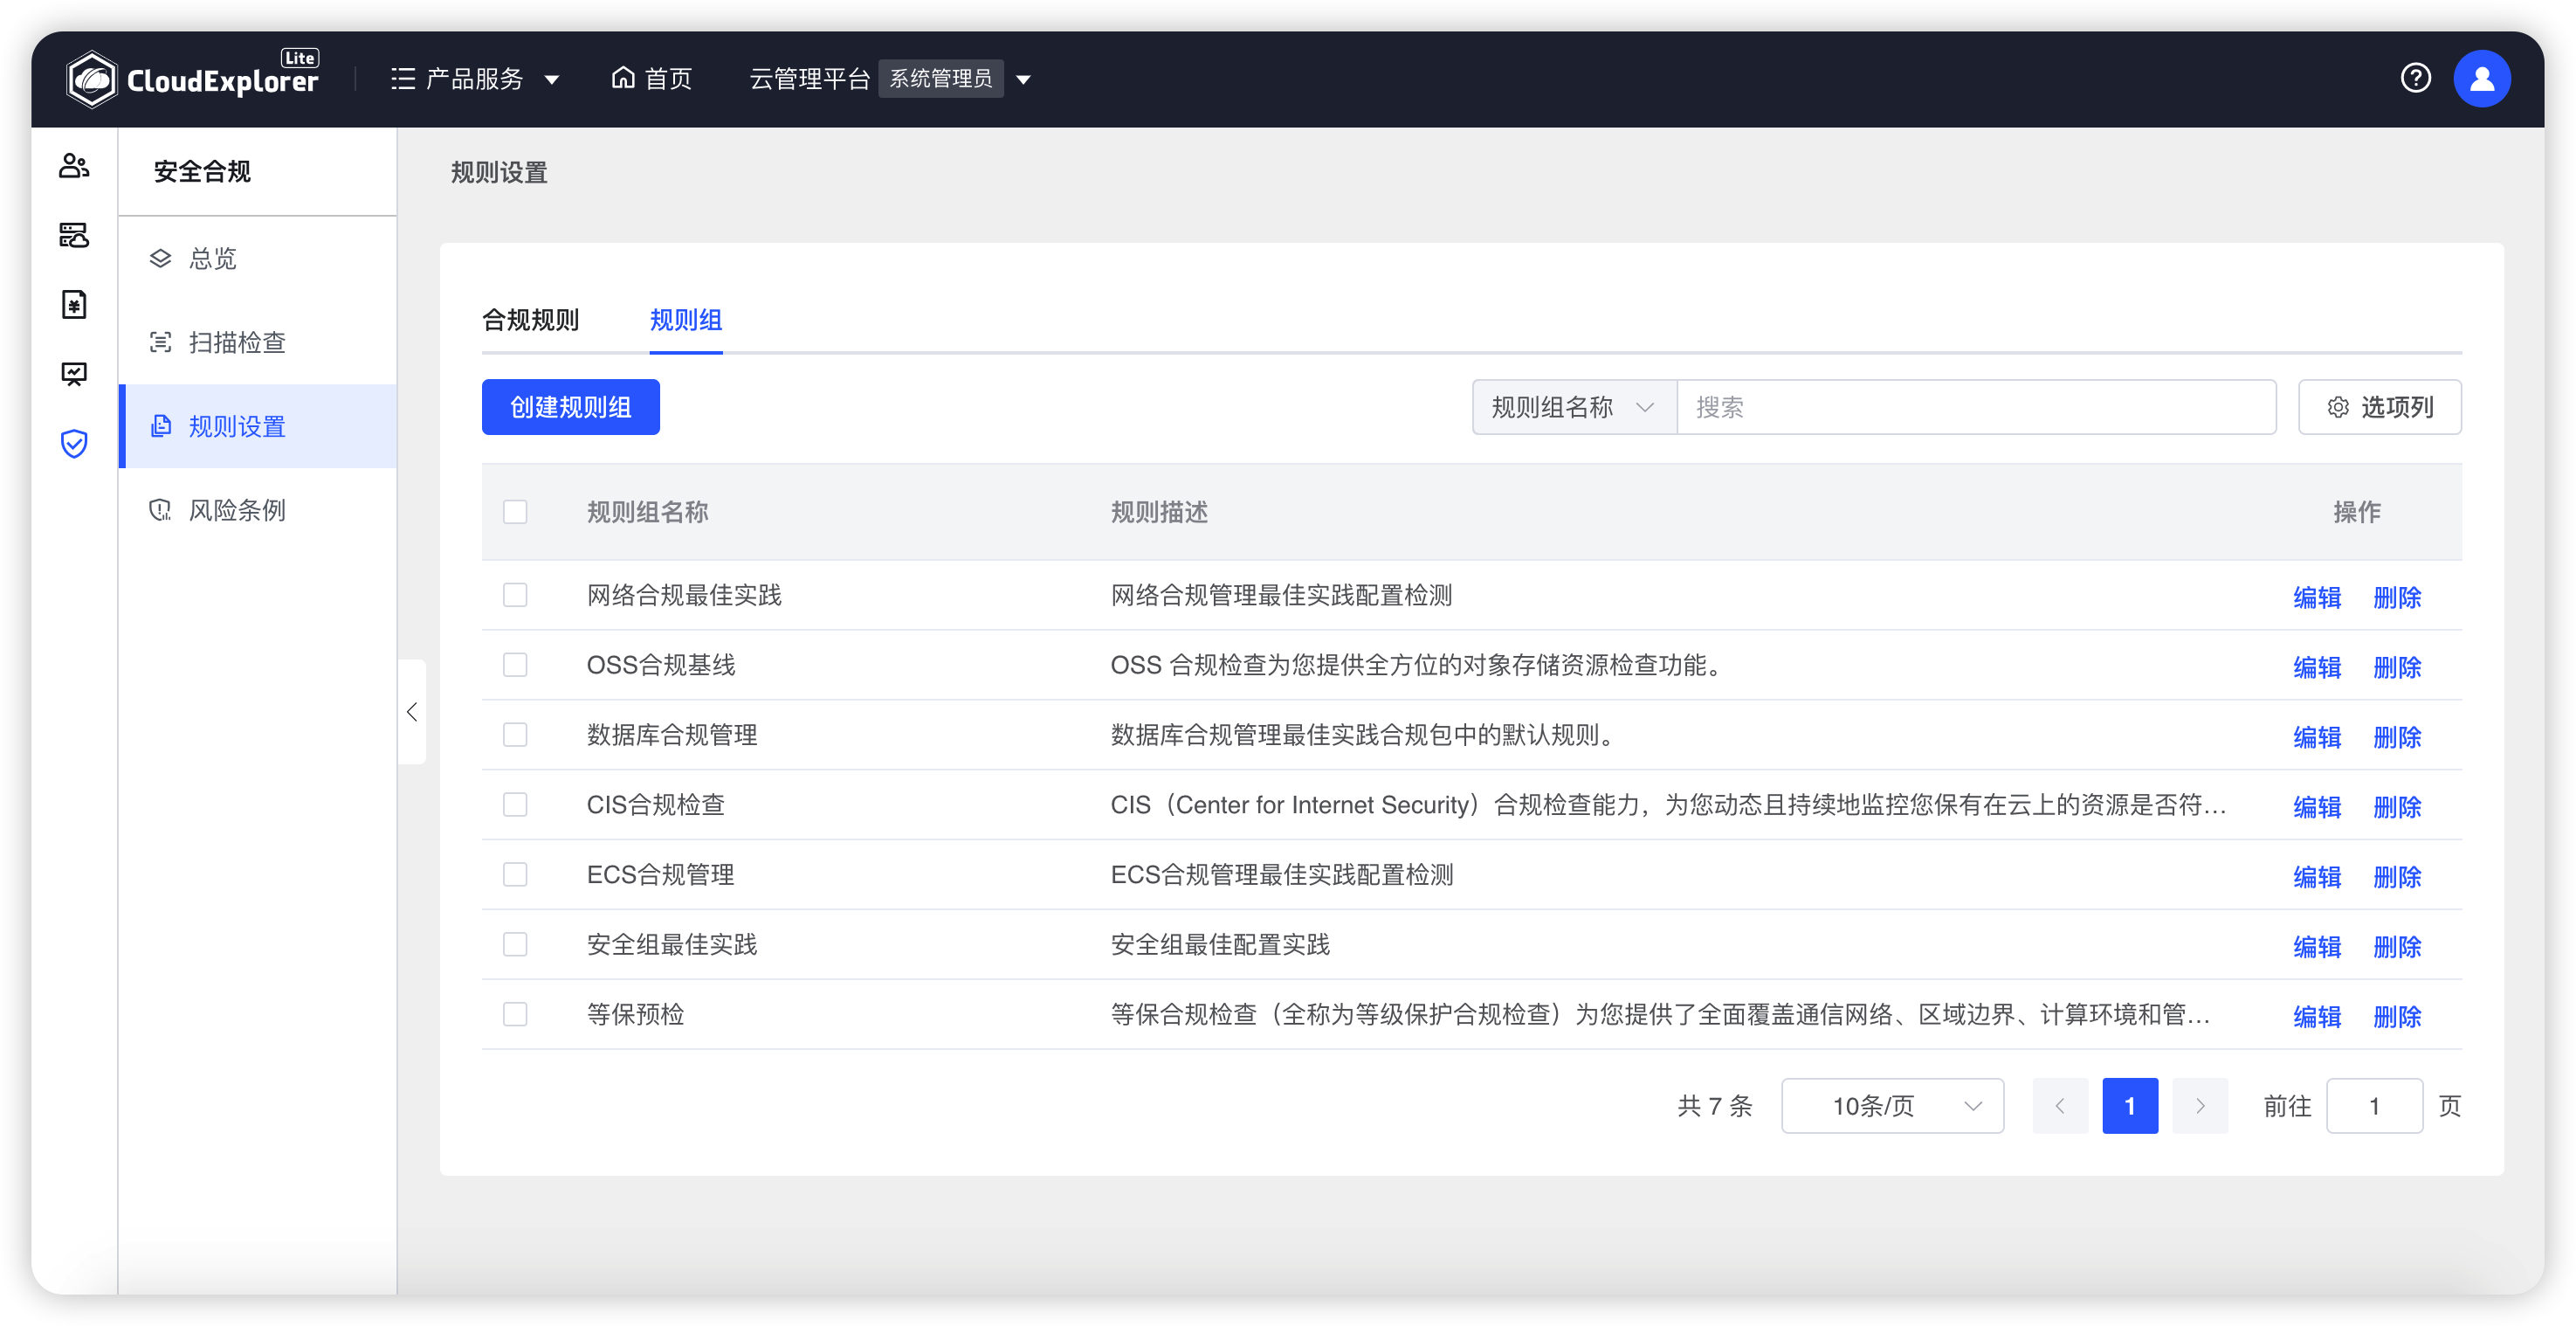 CloudExplorer Lite
产品服务
首页
云管理平台 系统管理员
安全合规
总览
扫描检查
规则设置
风险条例
规则设置
合规规则 规则组
创建规则组 规则组名称 搜索 选项列
规则组名称 规则描述 操作
网络合规最佳实践 网络合规管理最佳实践配置检测 编辑 删除
OSS合规基线 OSS 合规检查为您提供全方位的对象存储资源检查功能。 编辑 删除
数据库合规管理 数据库合规管理最佳实践合规包中的默认规则。 编辑 删除
CIS合规检查 CIS（Center for Internet Security）合规检查能力，为您动态且持续地监控您保有在云上的资源是否符... 编辑 删除
ECS合规管理 ECS合规管理最佳实践配置检测 编辑 删除
安全组最佳实践 安全组最佳配置实践 编辑 删除
等保预检 等保合规检查（全称为等级保护合规检查）为您提供了全面覆盖通信网络、区域边界、计算环境和管... 编辑 删除
共 7 条 10条/页 1 前往 1 页